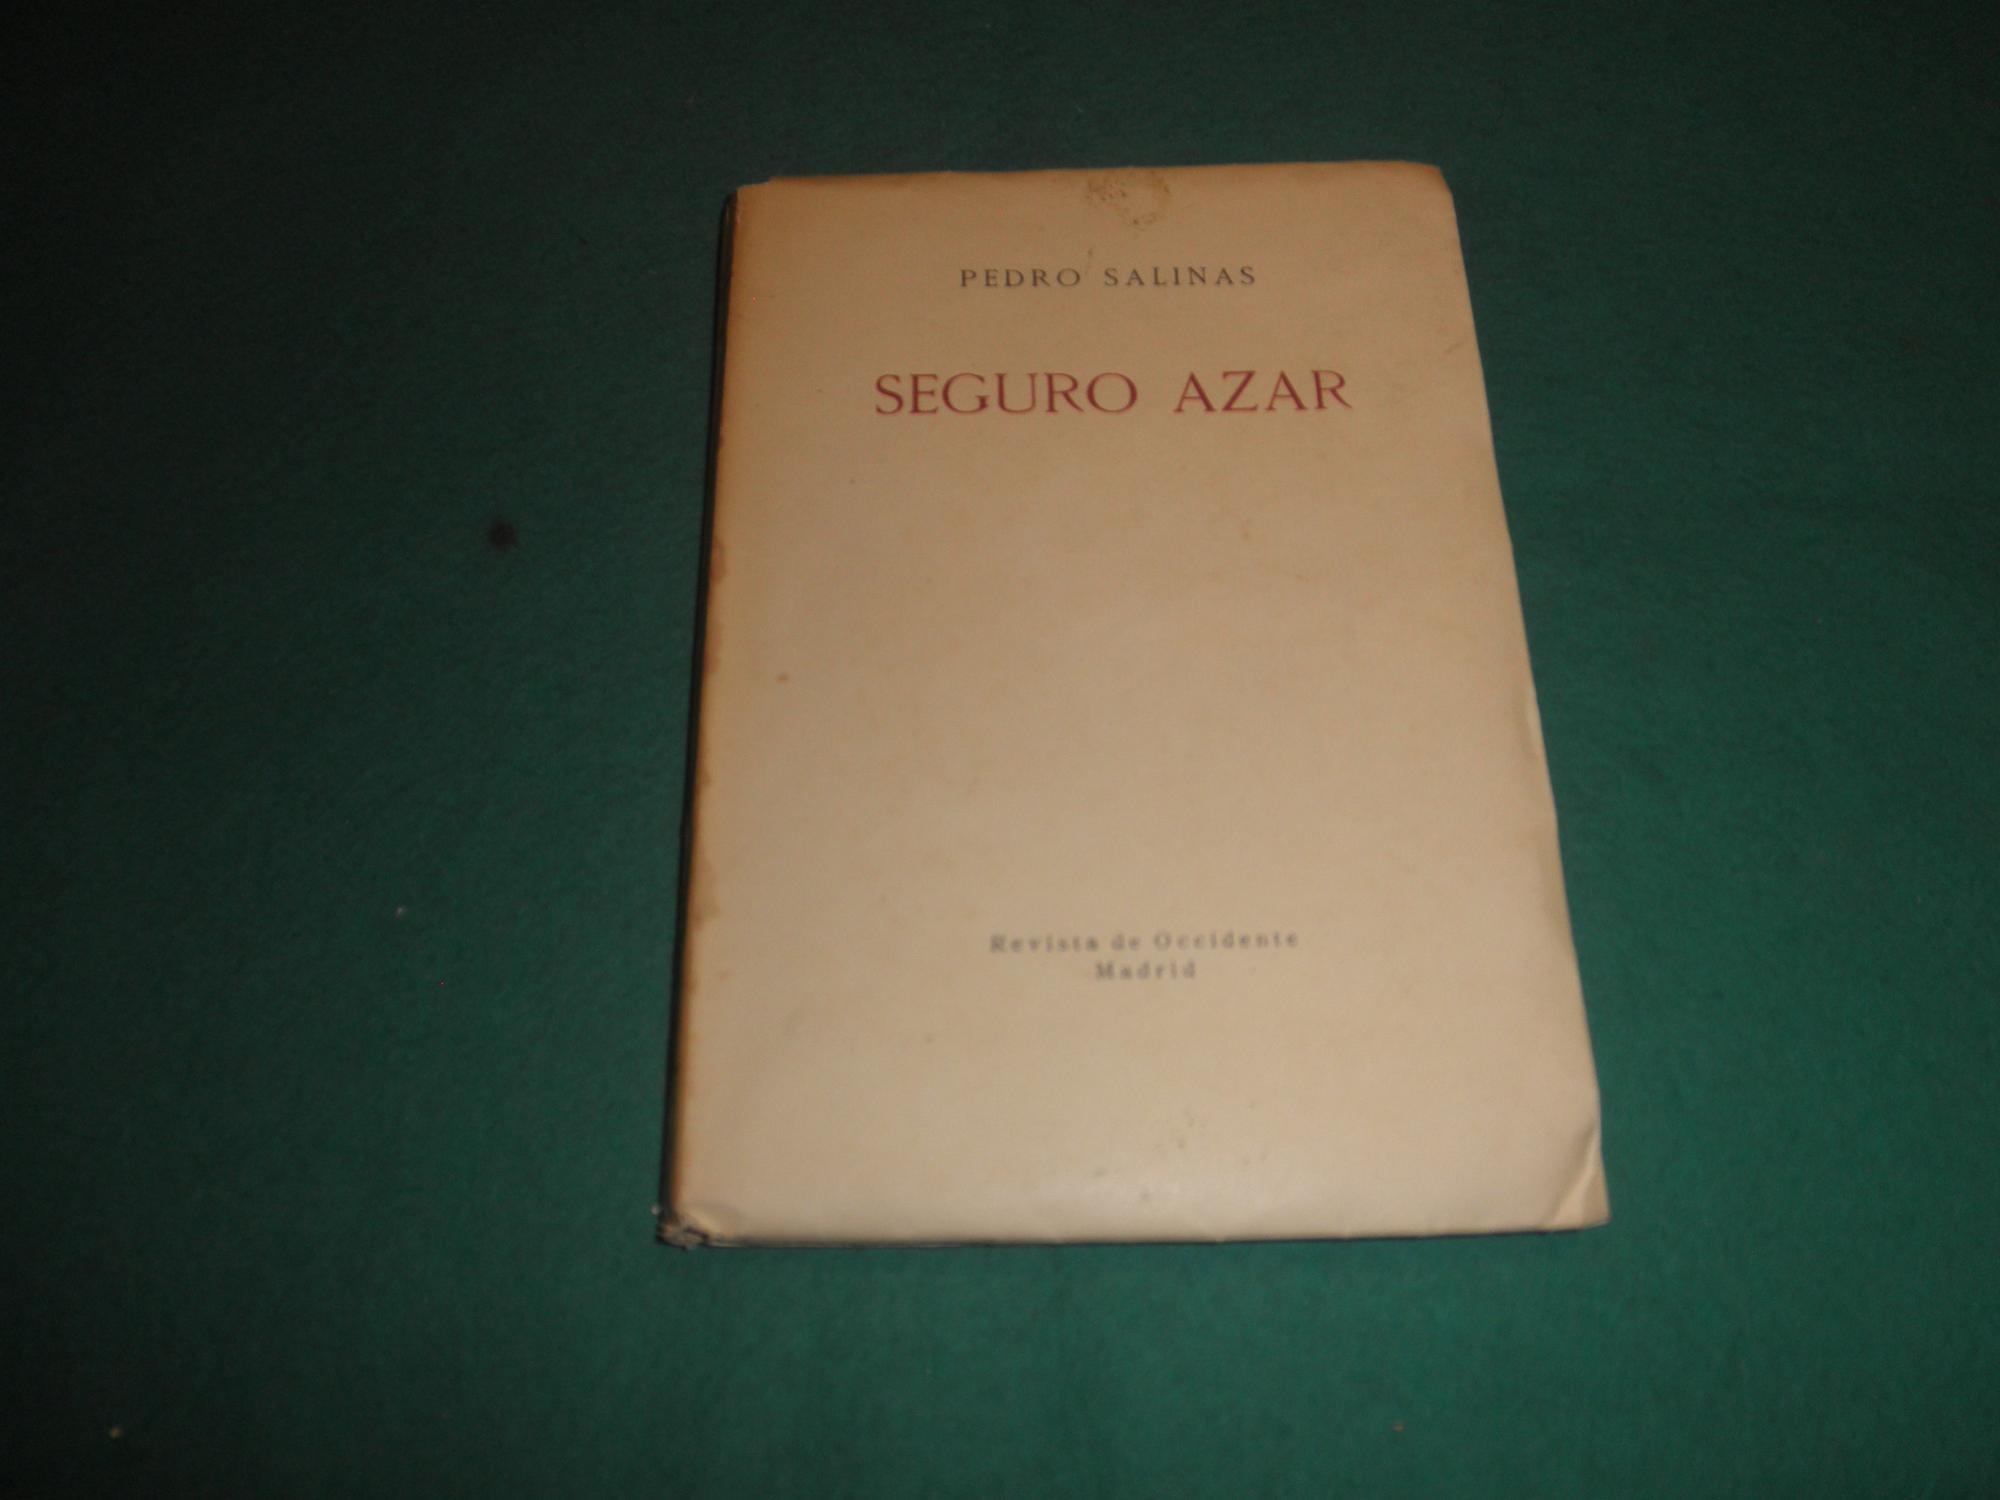 PEDRO SALINAS
SEGURO AZAR
Revista de Occidente
Madrid